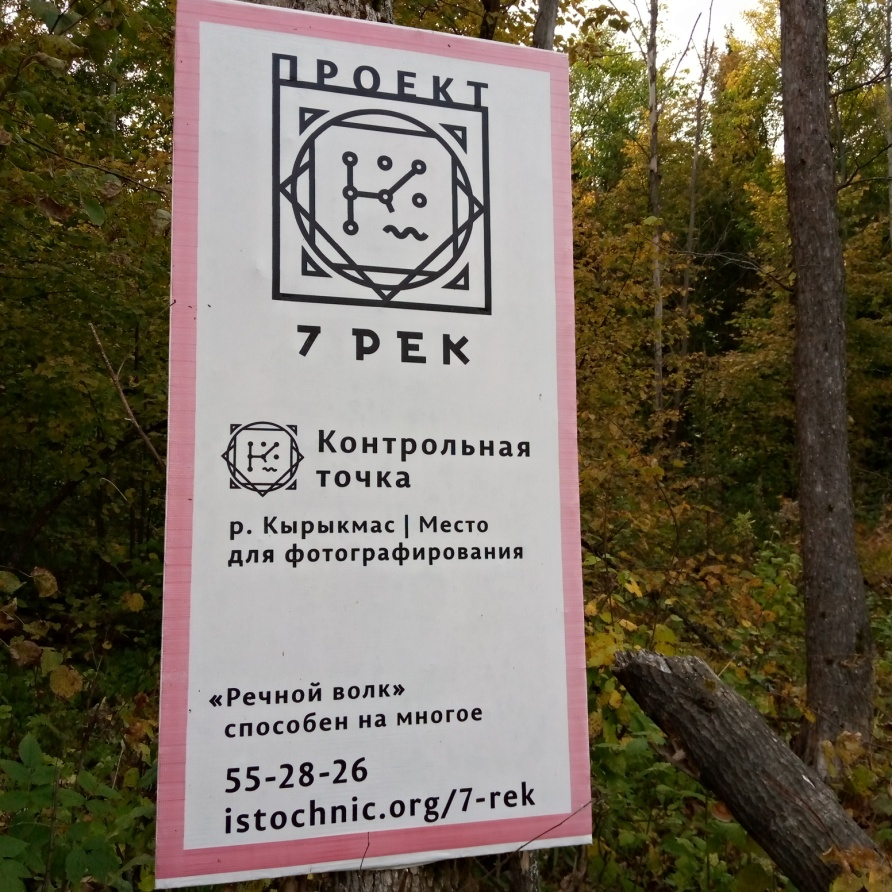 ПРОЕКТ
7 РЕК
Контрольная
точка
р. Кырыкмас | Место
для фотографирования
«Речной волк»
способен на многое
55-28-26
istochnic.org/7-rek